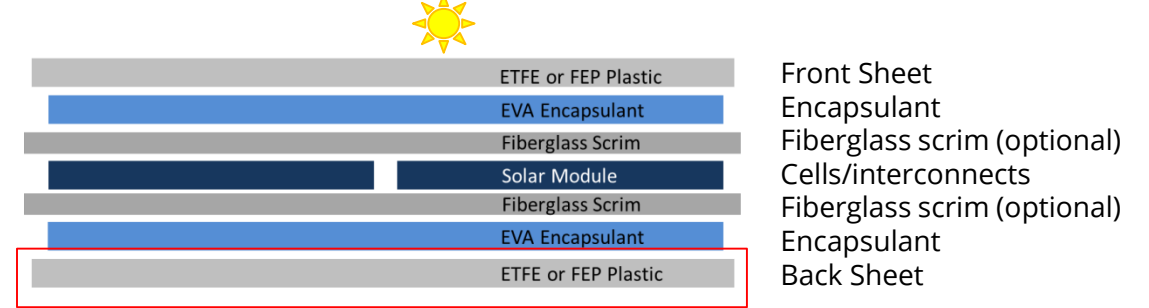 ETFE or FEP Plastic Front Sheet
EVA Encapsulant Encapsulant
Fiberglass Scrim Fiberglass scrim (optional)
Solar Module Cells/interconnects
Fiberglass Scrim Fiberglass scrim (optional)
EVA Encapsulant Encapsulant
ETFE or FEP Plastic Back Sheet